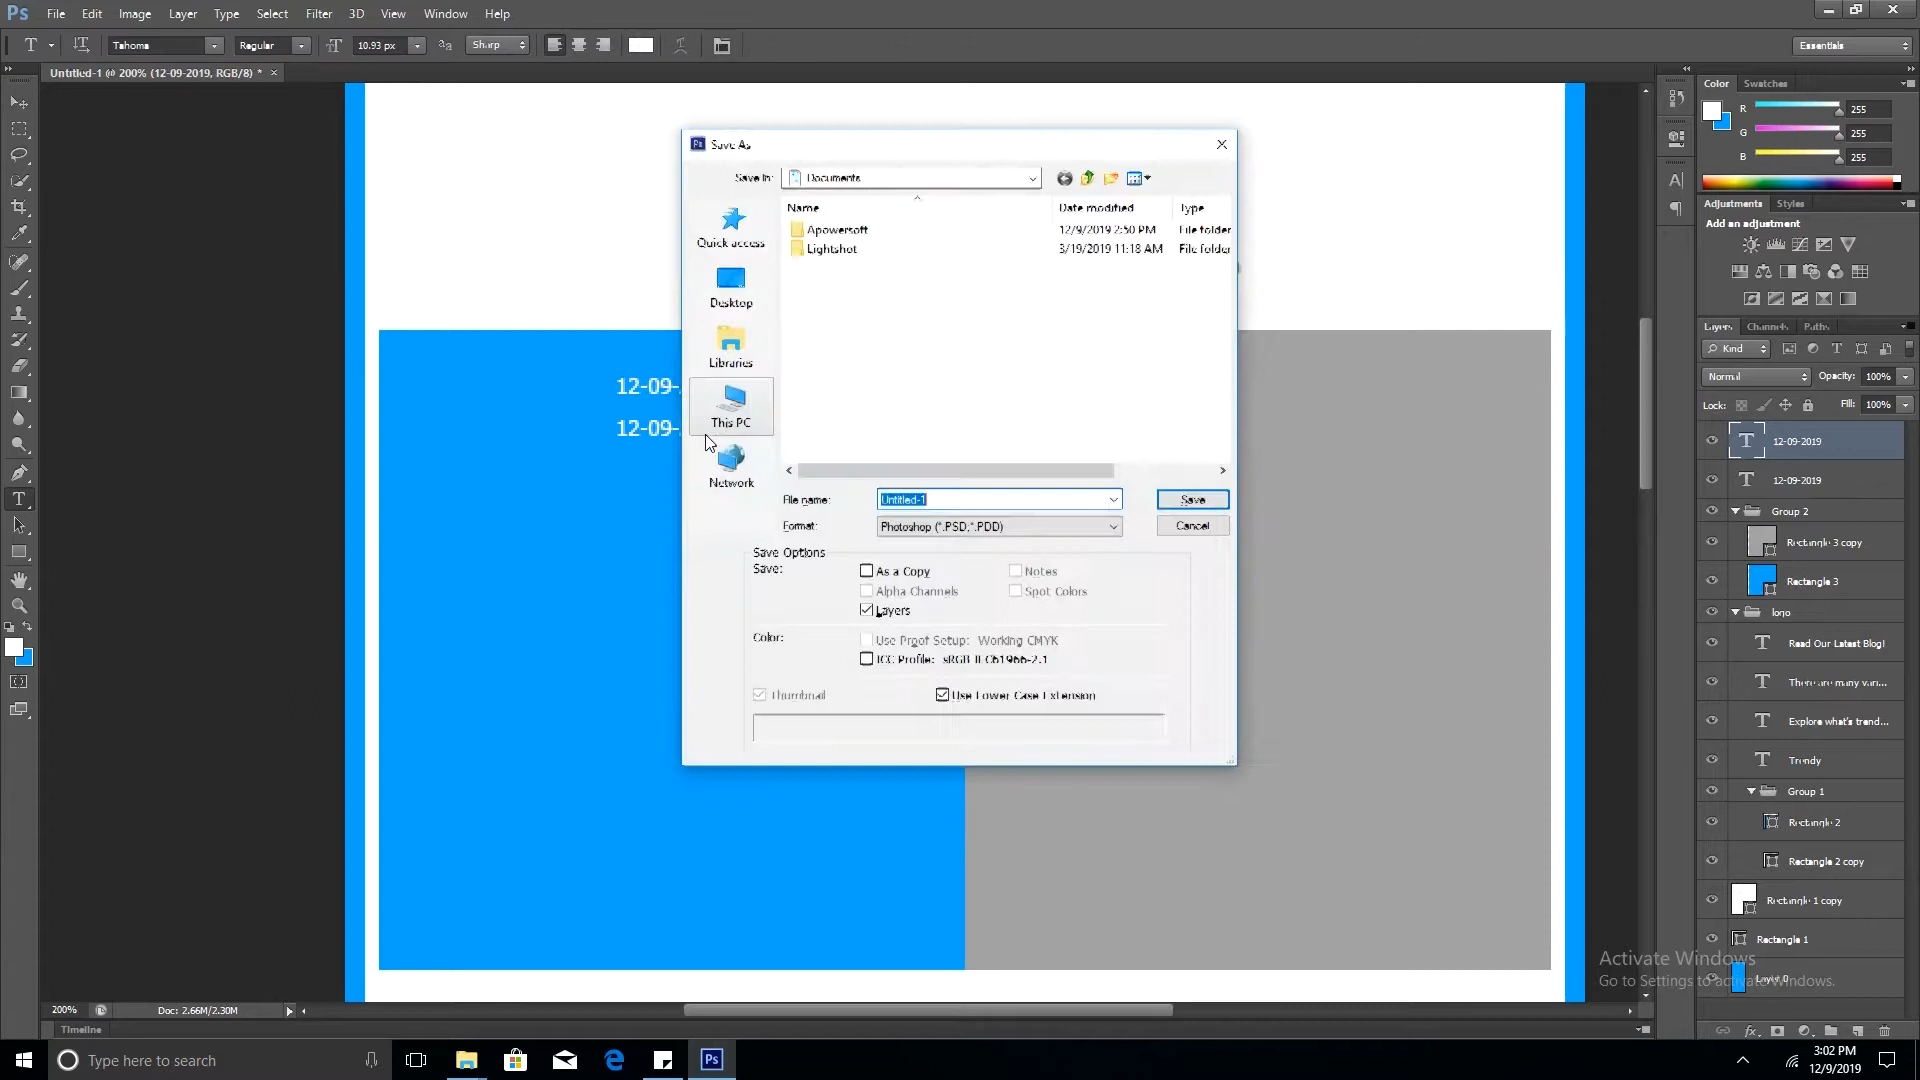 Ps File Edit Image Layer Type Select Filter 3D View Window Help
T Tahoma Regular 10.93 px Sharp Essentials
Untitled-1 @ 200% (12-09-2019, RGB/8) * ×
Save As
Save in: Documents
Name Date modified Type
Apowersoft 12/9/2019 2:50 PM File folder
Lightshot 3/19/2019 11:18 AM File folder
Quick access
Desktop
Libraries
This PC
Network
File name: Untitled-1 Save
Format: Photoshop (*.PSD;*.PDD) Cancel
Save Options
Save: As a Copy Notes
Alpha Channels Spot Colors
Layers
Color: Use Proof Setup: Working CMYK
ICC Profile: sRGB IEC61966-2.1
Thumbnail Use Lower Case Extension
12-09-
12-09-
Color Swatches
R 255
G 255
B 255
Adjustments Styles
Add an adjustment
Layers Channels Paths
Kind
Normal Opacity: 100%
Lock: Fill: 100%
12-09-2019
12-09-2019
Group 2
Rectangle 3 copy
Rectangle 3
logo
Read Our Latest Blog!
There are many vari...
Explore what's trend...
Trendy
Group 1
Rectangle 2
Rectangle 2 copy
Rectangle 1 copy
Rectangle 1
Layer 0
Activate Windows
Go to Settings to activate Windows.
200% Doc: 2.66M/2.30M
Timeline
Type here to search
Ps
3:02 PM
12/9/2019